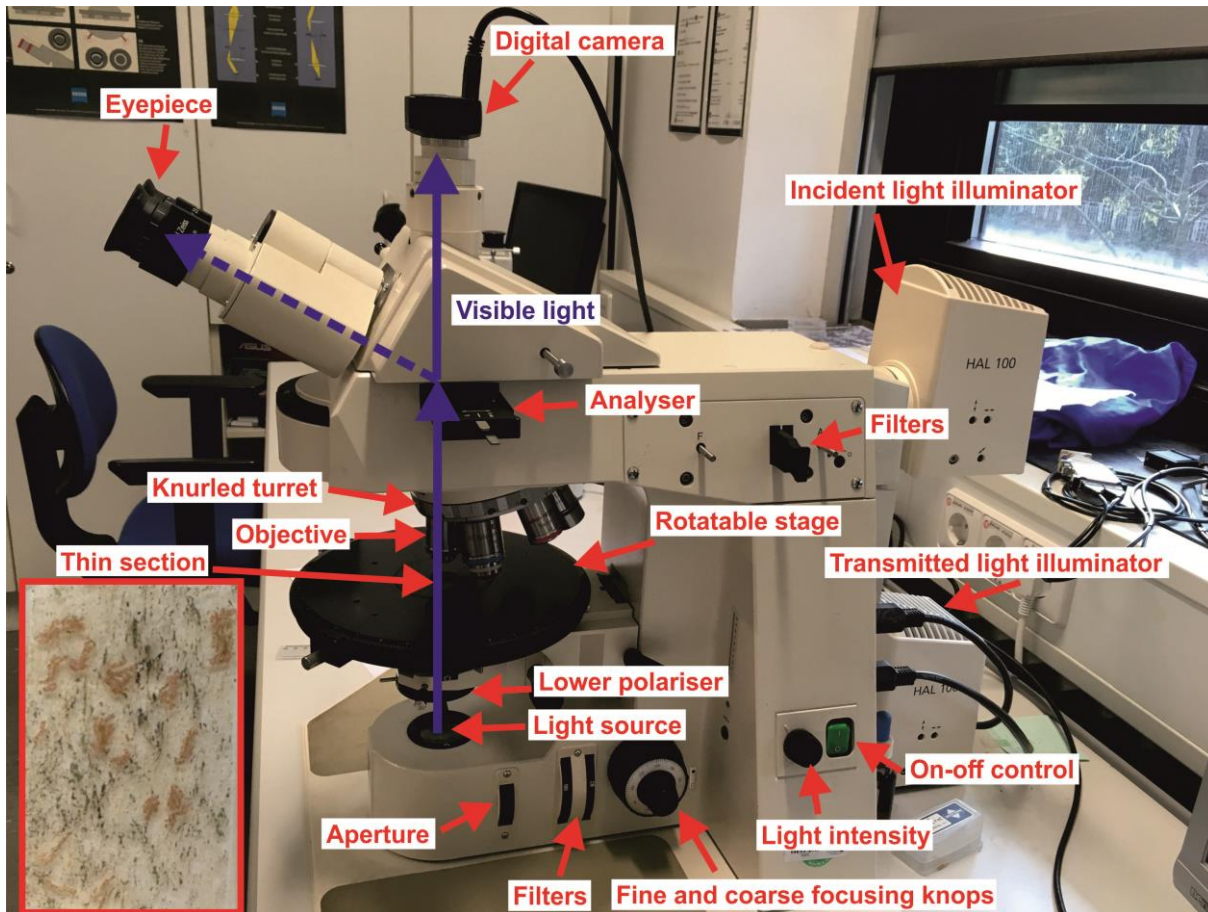 Digital camera
Eyepiece
Incident light illuminator
Visible light
HAL 100
Analyser
Filters
F
A
Knurled turret
Objective
Rotatable stage
Thin section
Transmitted light illuminator
Lower polariser
HAL 100
Light source
On-off control
Aperture
Light intensity
Filters
Fine and coarse focusing knops